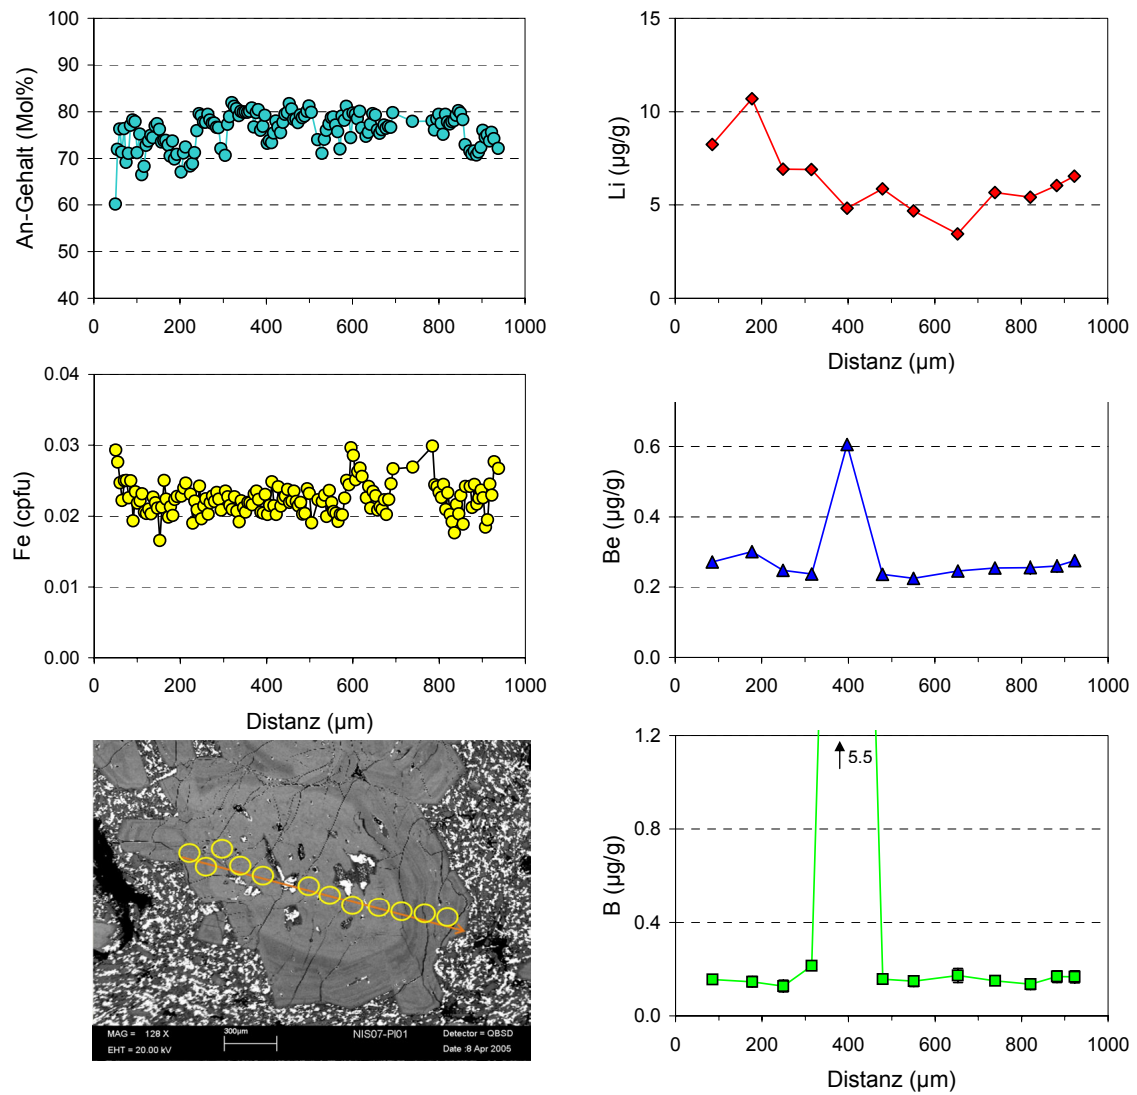 An-Gehalt (Mol%)
100
90
80
70
60
50
40
0 200 400 600 800 1000
Li (µg/g)
15
10
5
0
0 200 400 600 800 1000
Distanz (µm)
Fe (cpfu)
0.04
0.03
0.02
0.01
0.00
0 200 400 600 800 1000
Distanz (µm)
Be (µg/g)
0.6
0.4
0.2
0.0
0 200 400 600 800 1000
MAG = 128 X
EHT = 20.00 kV
300µm
NIS07-Pl01
Detector = QBSD
Date :8 Apr 2005
B (µg/g)
1.2
0.8
0.4
0.0
5.5
0 200 400 600 800 1000
Distanz (µm)